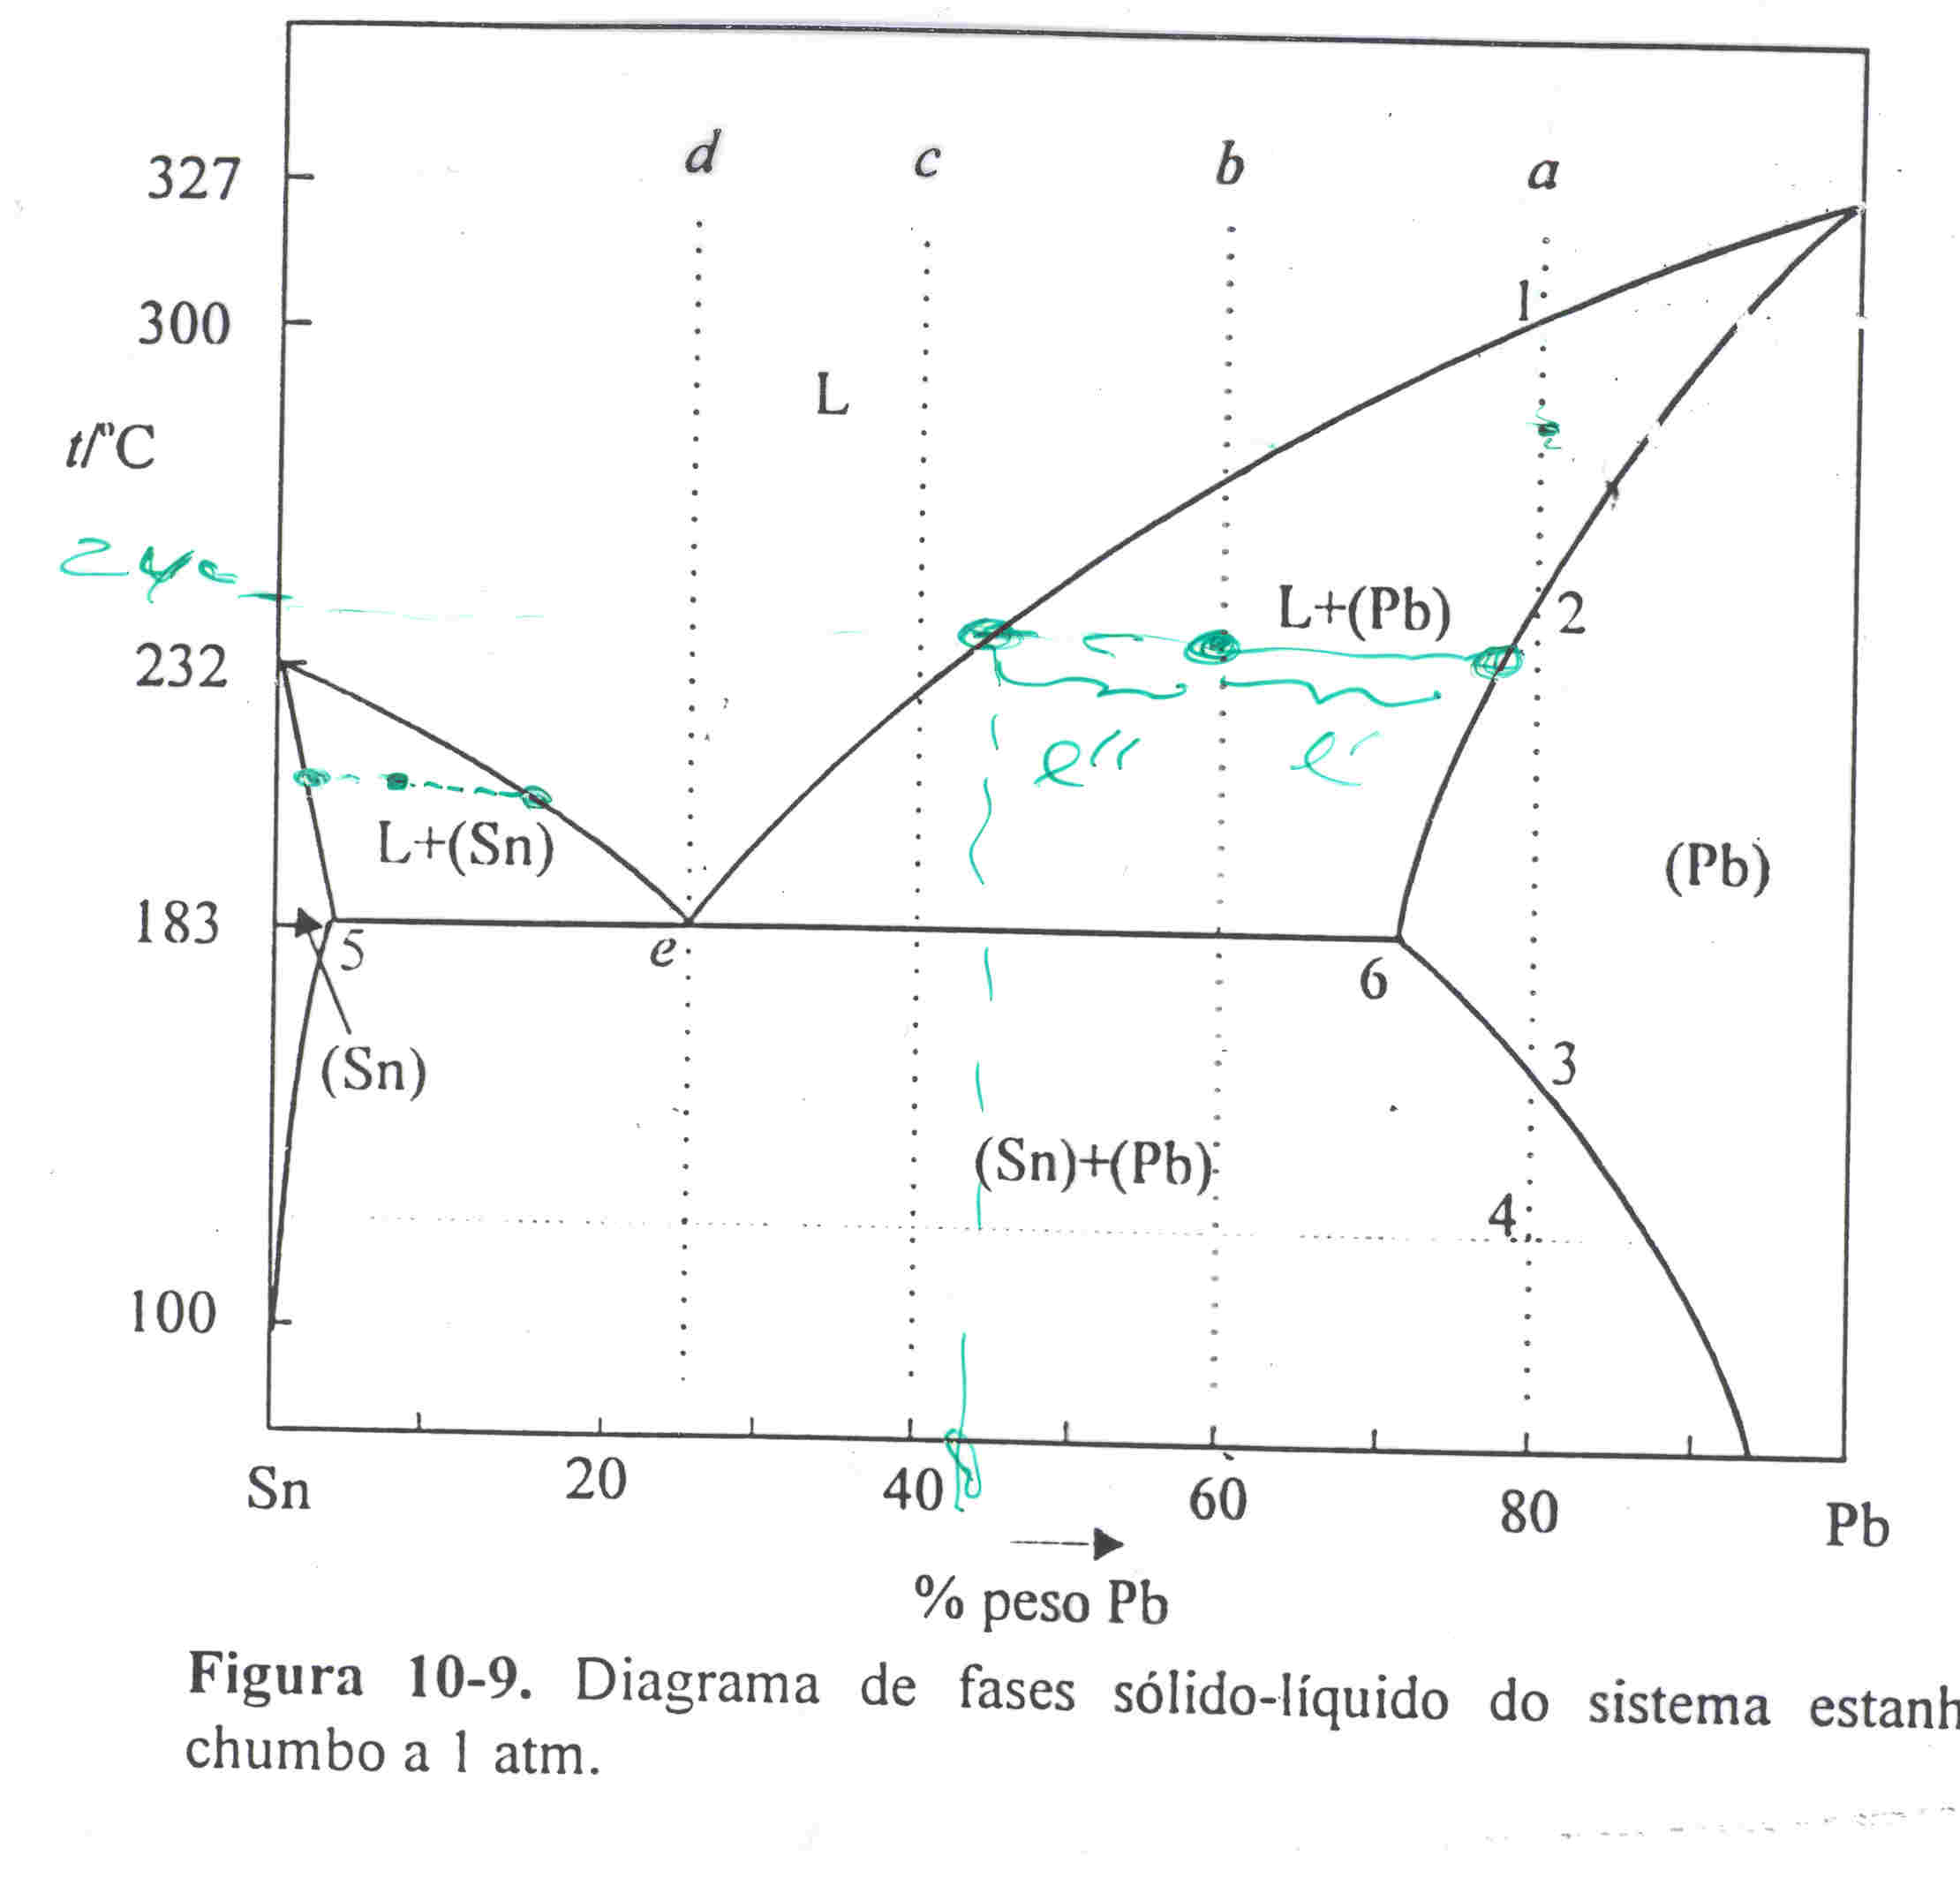 d c b a
327
1
300
L
t/°C
240
L+(Pb)
2
232
e'' e'
L+(Sn)
(Pb)
183
5
e
6
(Sn)
3
(Sn)+(Pb)
4
100
Sn 20 40 60 80 Pb
% peso Pb
Figura 10-9. Diagrama de fases sólido-líquido do sistema estanh
chumbo a 1 atm.